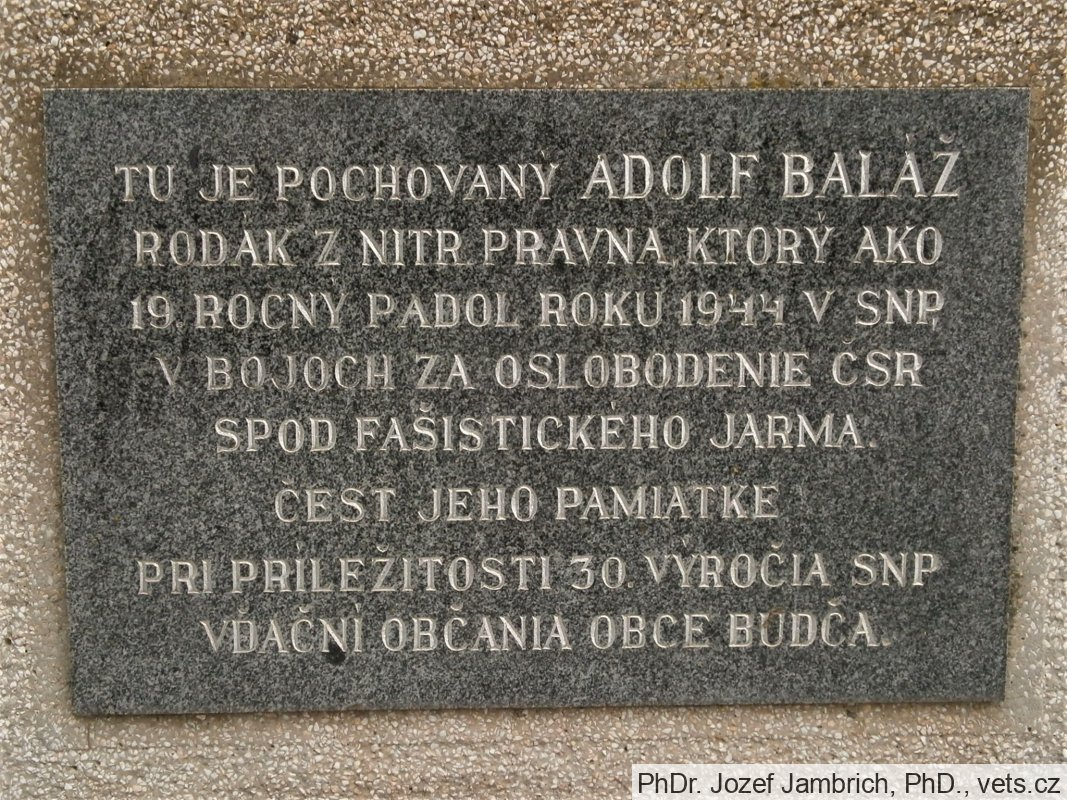 TU JE POCHOVANÝ ADOLF BALÁŽ
RODÁK Z NITR. PRAVNA, KTORÝ AKO
19. ROČNÝ PADOL ROKU 1944 V SNP,
V BOJOCH ZA OSLOBODENIE ČSR
SPOD FAŠISTICKÉHO JARMA.
ČESŤ JEHO PAMIATKE
PRI PRÍLEŽITOSTI 30. VÝROČIA SNP
VĎAČNÍ OBČANIA OBCE BUDČA.
PhDr. Jozef Jambrich, PhD., vets.cz